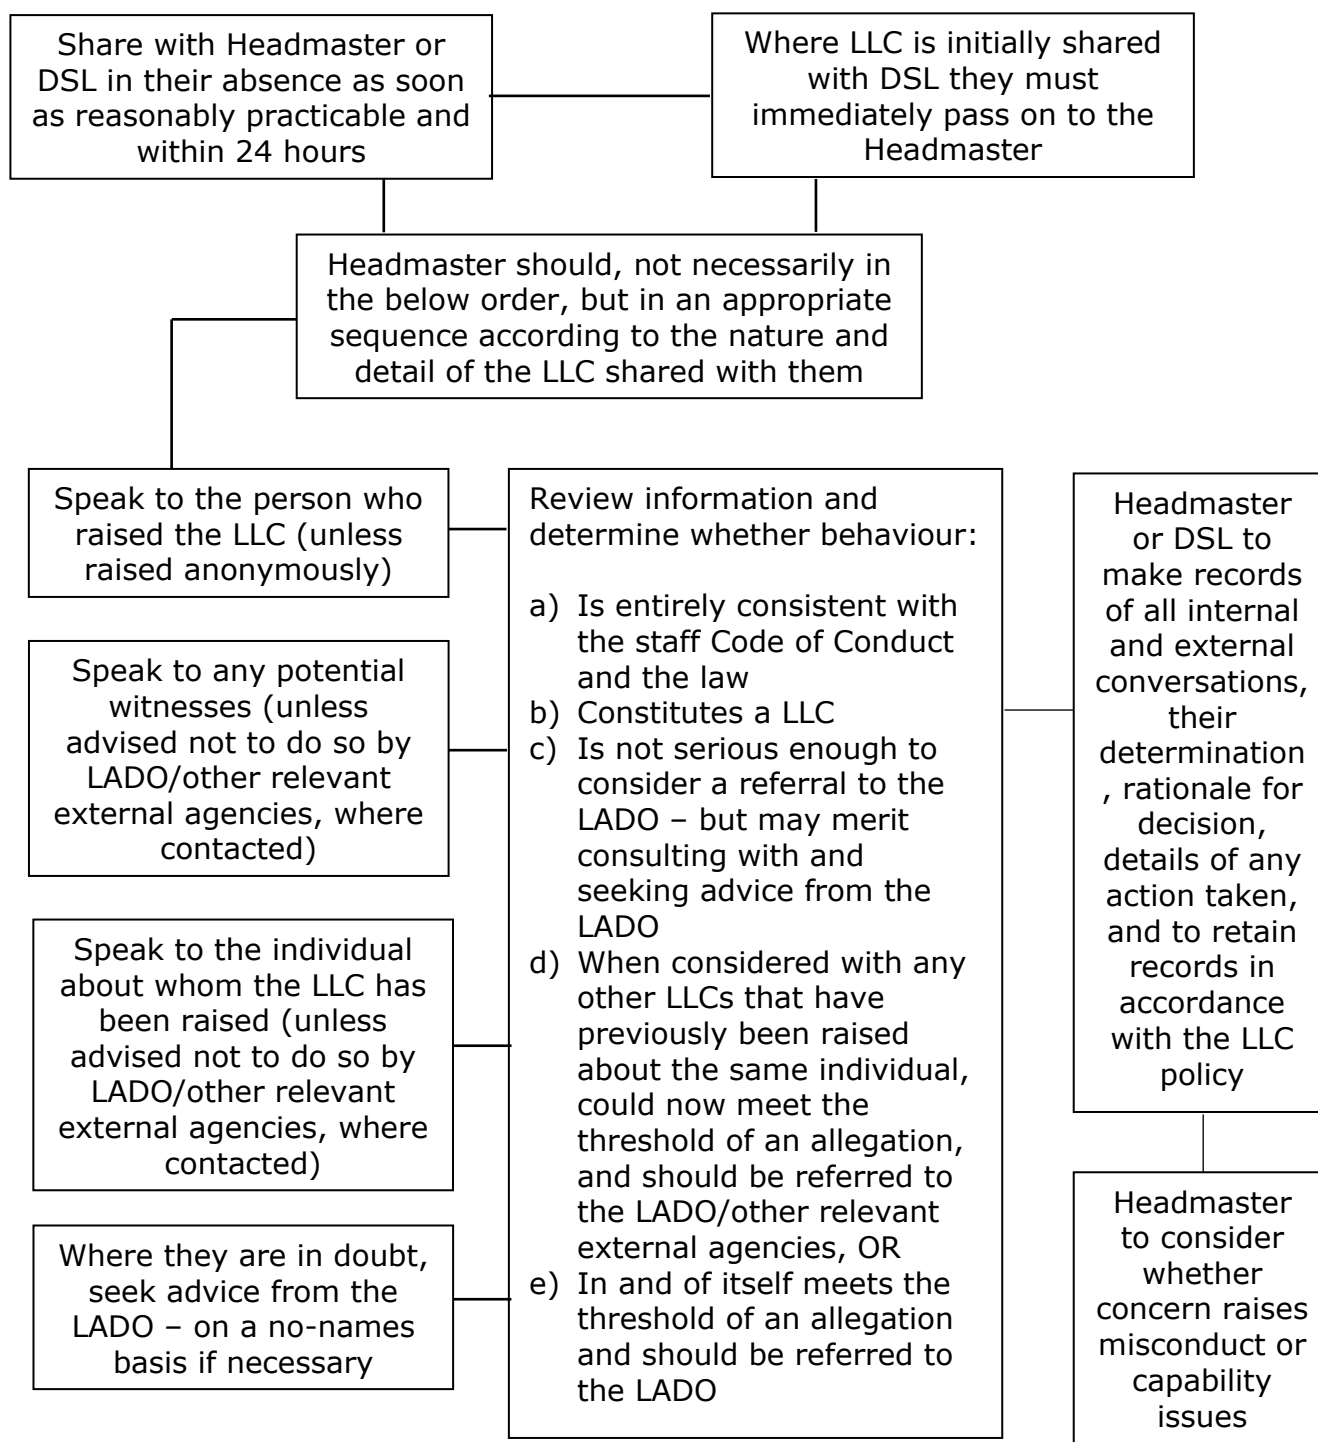 Share with Headmaster or
DSL in their absence as soon
as reasonably practicable and
within 24 hours
Where LLC is initially shared
with DSL they must
immediately pass on to the
Headmaster
Headmaster should, not necessarily in
the below order, but in an appropriate
sequence according to the nature and
detail of the LLC shared with them
Speak to the person who
raised the LLC (unless
raised anonymously)
Speak to any potential
witnesses (unless
advised not to do so by
LADO/other relevant
external agencies, where
contacted)
Speak to the individual
about whom the LLC has
been raised (unless
advised not to do so by
LADO/other relevant
external agencies, where
contacted)
Where they are in doubt,
seek advice from the
LADO – on a no-names
basis if necessary
Review information and
determine whether behaviour:
a) Is entirely consistent with
the staff Code of Conduct
and the law
b) Constitutes a LLC
c) Is not serious enough to
consider a referral to the
LADO – but may merit
consulting with and
seeking advice from the
LADO
d) When considered with any
other LLCs that have
previously been raised
about the same individual,
could now meet the
threshold of an allegation,
and should be referred to
the LADO/other relevant
external agencies, OR
e) In and of itself meets the
threshold of an allegation
and should be referred to
the LADO
Headmaster
or DSL to
make records
of all internal
and external
conversations,
their
determination
, rationale for
decision,
details of any
action taken,
and to retain
records in
accordance
with the LLC
policy
Headmaster
to consider
whether
concern raises
misconduct or
capability
issues